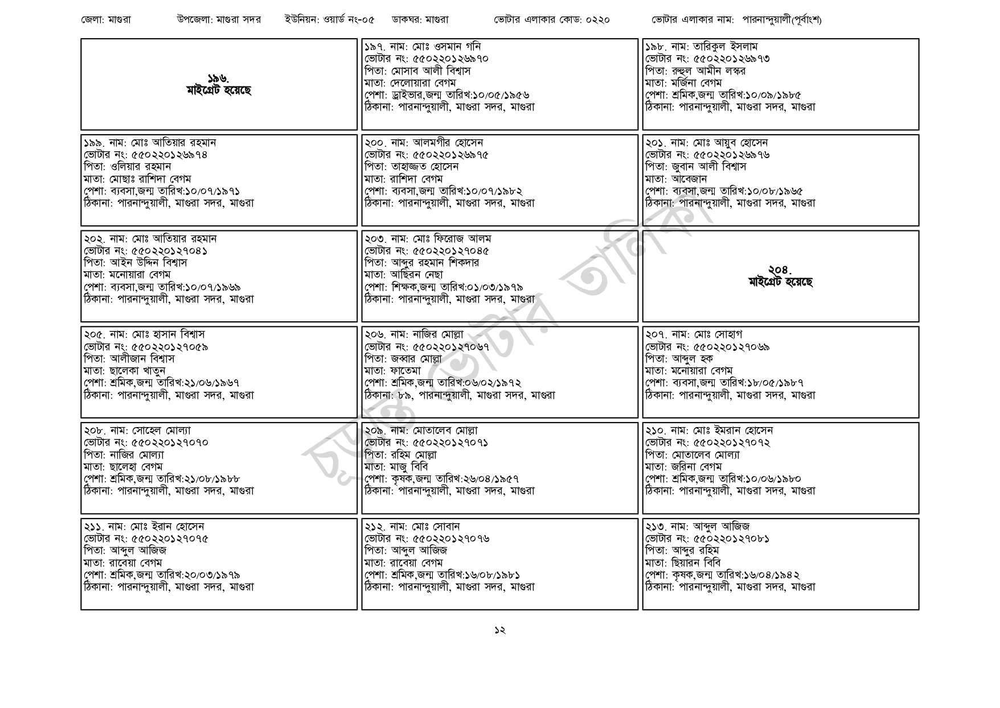 জেলা: মাগুরা উপজেলা: মাগুরা সদর ইউনিয়ন: ওয়ার্ড নং-০৫ ডাকঘর: মাগুরা ভোটার এলাকার কোড: ০২২০ ভোটার এলাকার নাম: পারনান্দুয়ালী(পূর্বাংশ)
১৯৬.
মাইগ্রেট হয়েছে
১৯৭. নাম: মোঃ ওসমান গনি
ভোটার নং: ৫৫০২২০১২৬৯৭০
পিতা: মোসাব আলী বিশ্বাস
মাতা: দেলোয়ারা বেগম
পেশা: ড্রাইভার,জন্ম তারিখ:১০/০৫/১৯৫৬
ঠিকানা: পারনান্দুয়ালী, মাগুরা সদর, মাগুরা
১৯৮. নাম: তারিকুল ইসলাম
ভোটার নং: ৫৫০২২০১২৬৯৭৩
পিতা: রুহুল আমীন লস্কর
মাতা: মর্জিনা বেগম
পেশা: শ্রমিক,জন্ম তারিখ:১০/০৯/১৯৮৫
ঠিকানা: পারনান্দুয়ালী, মাগুরা সদর, মাগুরা
১৯৯. নাম: মোঃ আতিয়ার রহমান
ভোটার নং: ৫৫০২২০১২৬৯৭৪
পিতা: ওলিয়ার রহমান
মাতা: মোছাঃ রাশিদা বেগম
পেশা: ব্যবসা,জন্ম তারিখ:১০/০৭/১৯৭১
ঠিকানা: পারনান্দুয়ালী, মাগুরা সদর, মাগুরা
২০০. নাম: আলমগীর হোসেন
ভোটার নং: ৫৫০২২০১২৬৯৭৫
পিতা: তাহাজ্জত হোসেন
মাতা: রাশিদা বেগম
পেশা: ব্যবসা,জন্ম তারিখ:১০/০৭/১৯৮২
ঠিকানা: পারনান্দুয়ালী, মাগুরা সদর, মাগুরা
২০১. নাম: মোঃ আয়ুব হোসেন
ভোটার নং: ৫৫০২২০১২৬৯৭৬
পিতা: জুবান আলী বিশ্বাস
মাতা: আবেজান
পেশা: ব্যবসা,জন্ম তারিখ:১০/০৮/১৯৬৫
ঠিকানা: পারনান্দুয়ালী, মাগুরা সদর, মাগুরা
২০২. নাম: মোঃ আতিয়ার রহমান
ভোটার নং: ৫৫০২২০১২৭০৪১
পিতা: আইন উদ্দিন বিশ্বাস
মাতা: মনোয়ারা বেগম
পেশা: ব্যবসা,জন্ম তারিখ:১০/০৭/১৯৬৯
ঠিকানা: পারনান্দুয়ালী, মাগুরা সদর, মাগুরা
২০৩. নাম: মোঃ ফিরোজ আলম
ভোটার নং: ৫৫০২২০১২৭০৪৫
পিতা: আব্দুর রহমান শিকদার
মাতা: আছিরন নেছা
পেশা: শিক্ষক,জন্ম তারিখ:০১/০৩/১৯৭৯
ঠিকানা: পারনান্দুয়ালী, মাগুরা সদর, মাগুরা
২০৪.
মাইগ্রেট হয়েছে
২০৫. নাম: মোঃ হাসান বিশ্বাস
ভোটার নং: ৫৫০২২০১২৭০৫৯
পিতা: আলীজান বিশ্বাস
মাতা: ছালেকা খাতুন
পেশা: শ্রমিক,জন্ম তারিখ:২১/০৬/১৯৬৭
ঠিকানা: পারনান্দুয়ালী, মাগুরা সদর, মাগুরা
২০৬. নাম: নাজির মোল্লা
ভোটার নং: ৫৫০২২০১২৭০৬৭
পিতা: জব্বার মোল্লা
মাতা: ফাতেমা
পেশা: শ্রমিক,জন্ম তারিখ:০৬/০২/১৯৭২
ঠিকানা: ৮৯, পারনান্দুয়ালী, মাগুরা সদর, মাগুরা
২০৭. নাম: মোঃ সোহাগ
ভোটার নং: ৫৫০২২০১২৭০৬৯
পিতা: আব্দুল হক
মাতা: মনোয়ারা বেগম
পেশা: ব্যবসা,জন্ম তারিখ:১৮/০৫/১৯৮৭
ঠিকানা: পারনান্দুয়ালী, মাগুরা সদর, মাগুরা
২০৮. নাম: সোহেল মোল্যা
ভোটার নং: ৫৫০২২০১২৭০৭০
পিতা: নাজির মোল্যা
মাতা: ছালেহা বেগম
পেশা: শ্রমিক,জন্ম তারিখ:২১/০৮/১৯৮৮
ঠিকানা: পারনান্দুয়ালী, মাগুরা সদর, মাগুরা
২০৯. নাম: মোতালেব মোল্লা
ভোটার নং: ৫৫০২২০১২৭০৭১
পিতা: রহিম মোল্লা
মাতা: মাজু বিবি
পেশা: কৃষক,জন্ম তারিখ:২৬/০৪/১৯৫৭
ঠিকানা: পারনান্দুয়ালী, মাগুরা সদর, মাগুরা
২১০. নাম: মোঃ ইমরান হোসেন
ভোটার নং: ৫৫০২২০১২৭০৭২
পিতা: মোতালেব মোল্যা
মাতা: জরিনা বেগম
পেশা: শ্রমিক,জন্ম তারিখ:১০/০৬/১৯৮০
ঠিকানা: পারনান্দুয়ালী, মাগুরা সদর, মাগুরা
২১১. নাম: মোঃ ইরান হোসেন
ভোটার নং: ৫৫০২২০১২৭০৭৫
পিতা: আব্দুল আজিজ
মাতা: রাবেয়া বেগম
পেশা: শ্রমিক,জন্ম তারিখ:২০/০৩/১৯৭৯
ঠিকানা: পারনান্দুয়ালী, মাগুরা সদর, মাগুরা
২১২. নাম: মোঃ সোবান
ভোটার নং: ৫৫০২২০১২৭০৭৬
পিতা: আব্দুল আজিজ
মাতা: রাবেয়া বেগম
পেশা: শ্রমিক,জন্ম তারিখ:১৬/০৮/১৯৮১
ঠিকানা: পারনান্দুয়ালী, মাগুরা সদর, মাগুরা
২১৩. নাম: আব্দুল আজিজ
ভোটার নং: ৫৫০২২০১২৭০৮১
পিতা: আব্দুর রহিম
মাতা: ছিয়ারন বিবি
পেশা: কৃষক,জন্ম তারিখ:১৬/০৪/১৯৪২
ঠিকানা: পারনান্দুয়ালী, মাগুরা সদর, মাগুরা
চূড়ান্ত ভোটার তালিকা
১২